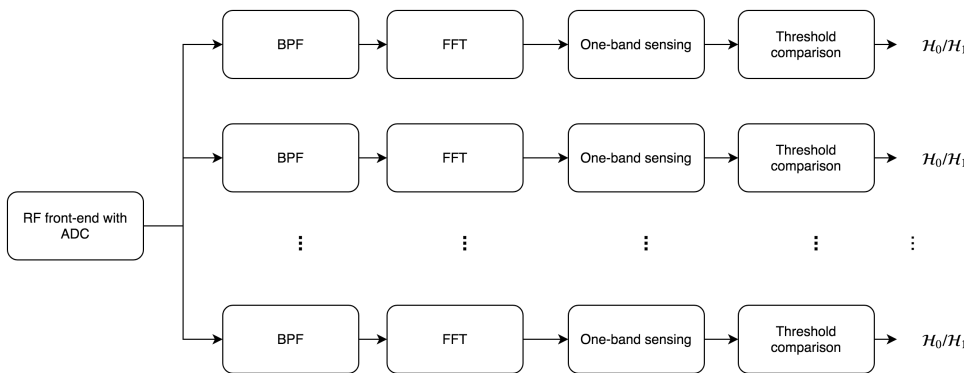 BPF
FFT
One-band sensing
Threshold
comparison
ℋ₀/ℋ₁
BPF
FFT
One-band sensing
Threshold
comparison
ℋ₀/ℋ₁
RF front-end with
ADC
⋮ ⋮ ⋮ ⋮ ⋮
BPF
FFT
One-band sensing
Threshold
comparison
ℋ₀/ℋ₁